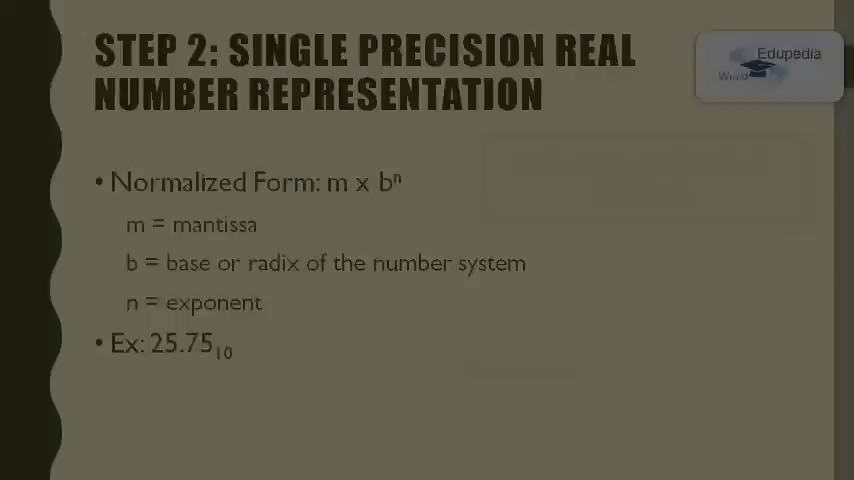 STEP 2: SINGLE PRECISION REAL
NUMBER REPRESENTATION
Edupedia
World
• Normalized Form: m x bⁿ
m = mantissa
b = base or radix of the number system
n = exponent
• Ex: 25.75₁₀